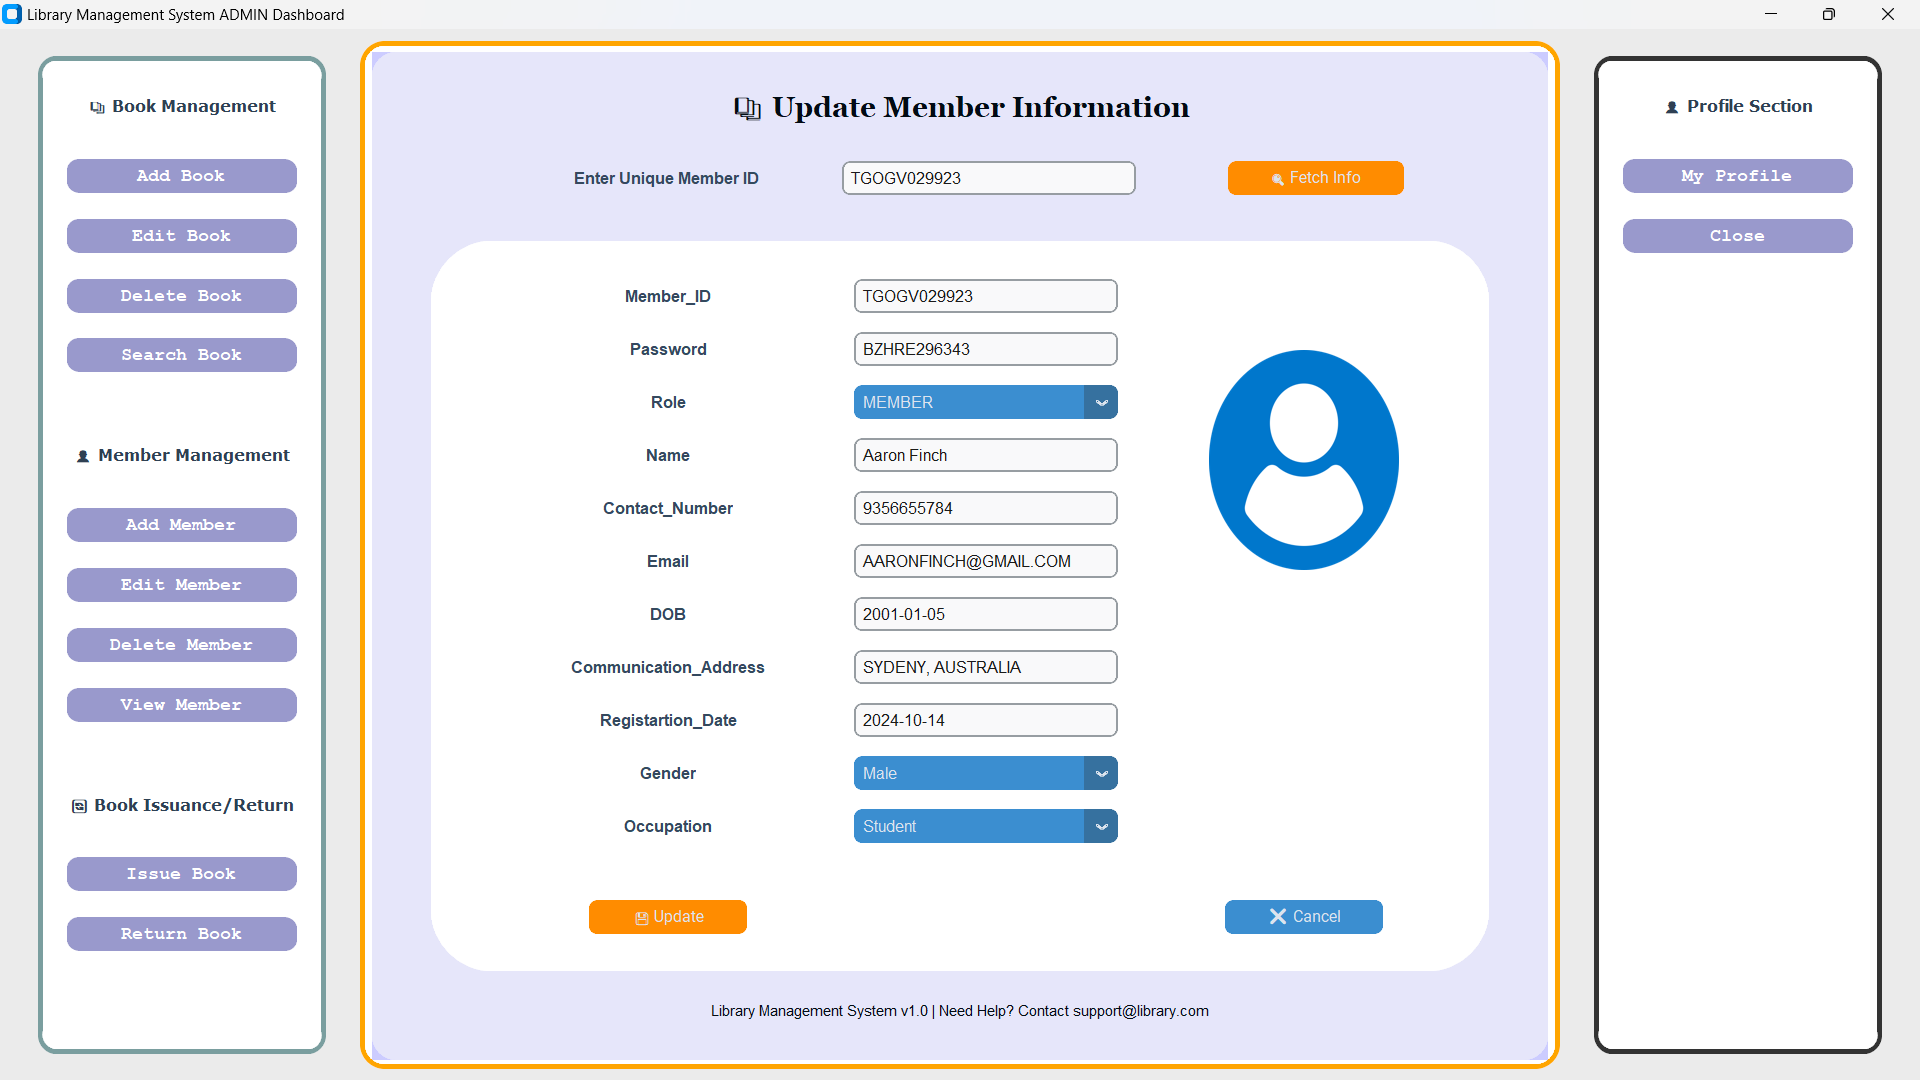 Library Management System ADMIN Dashboard
Book Management
Add Book
Edit Book
Delete Book
Search Book
Member Management
Add Member
Edit Member
Delete Member
View Member
Book Issuance/Return
Issue Book
Return Book
Update Member Information
Enter Unique Member ID TGOGV029923 Fetch Info
Member_ID TGOGV029923
Password BZHRE296343
Role MEMBER
Name Aaron Finch
Contact_Number 9356655784
Email AARONFINCH@GMAIL.COM
DOB 2001-01-05
Communication_Address SYDENY, AUSTRALIA
Registartion_Date 2024-10-14
Gender Male
Occupation Student
Update Cancel
Library Management System v1.0 | Need Help? Contact support@library.com
Profile Section
My Profile
Close